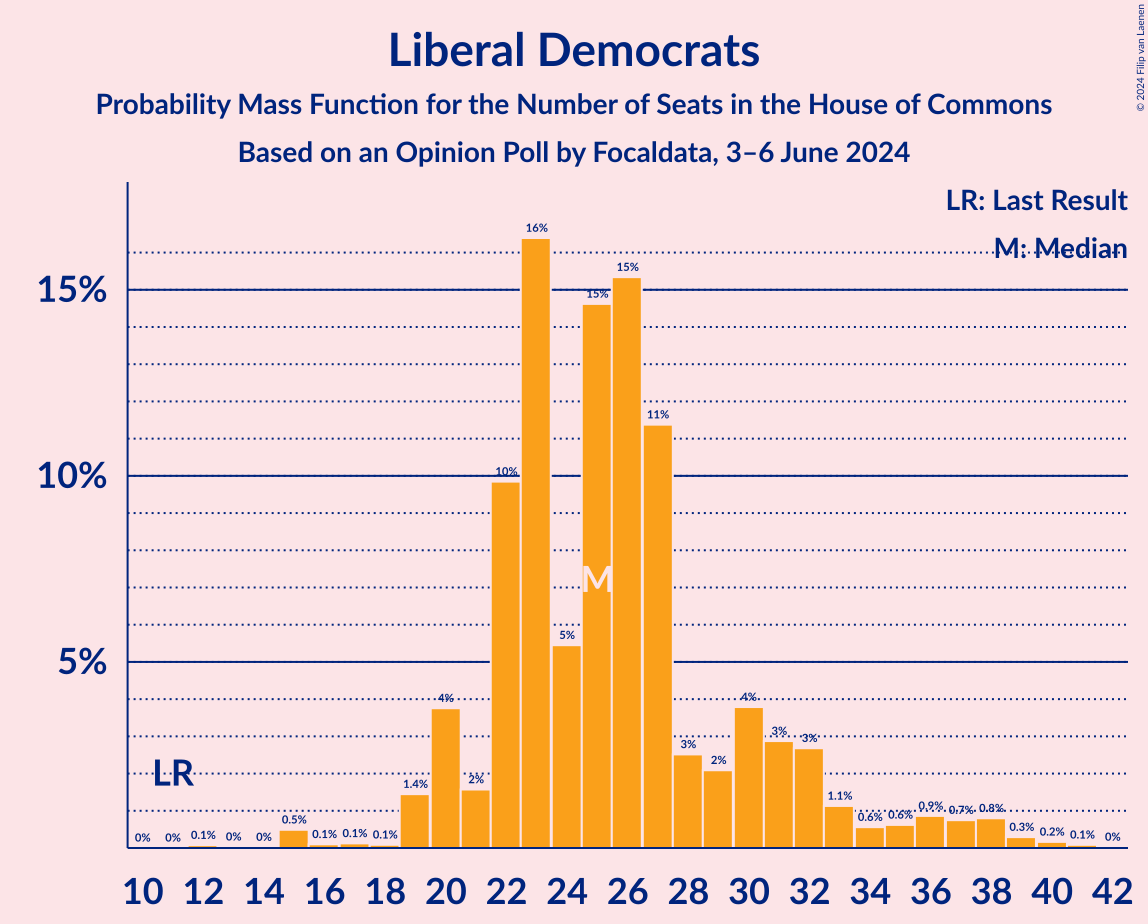 Liberal Democrats
Probability Mass Function for the Number of Seats in the House of Commons
Based on an Opinion Poll by Focaldata, 3–6 June 2024
© 2024 Filip van Laenen
LR: Last Result
M: Median
15%
10%
5%
LR
M
0% 0% 0.1% 0% 0% 0.5% 0.1% 0.1% 0.1% 1.4% 4% 2% 10% 16% 5% 15% 15% 11% 3% 2% 4% 3% 3% 1.1% 0.6% 0.6% 0.9% 0.7% 0.8% 0.3% 0.2% 0.1% 0%
10 12 14 16 18 20 22 24 26 28 30 32 34 36 38 40 42